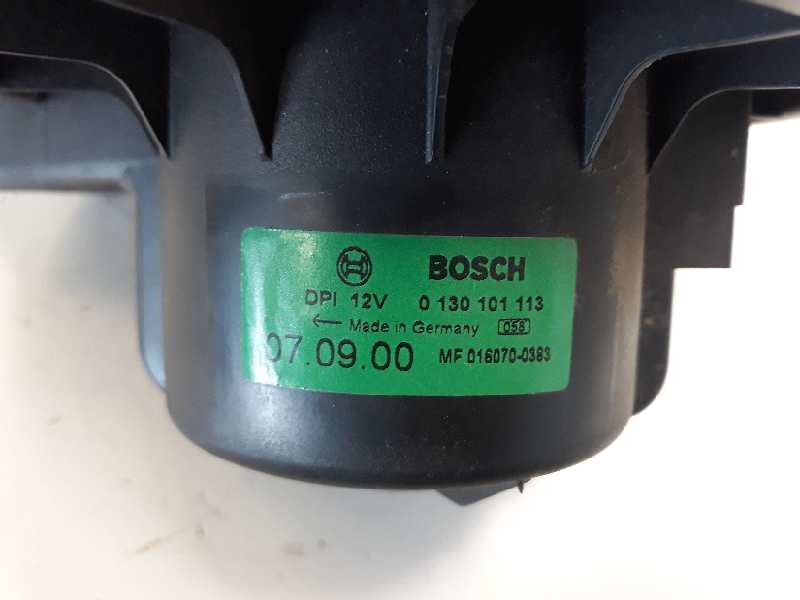 BOSCH
DPI 12V 0 130 101 113
← Made in Germany 058
07.09.00 MF 016070-0383